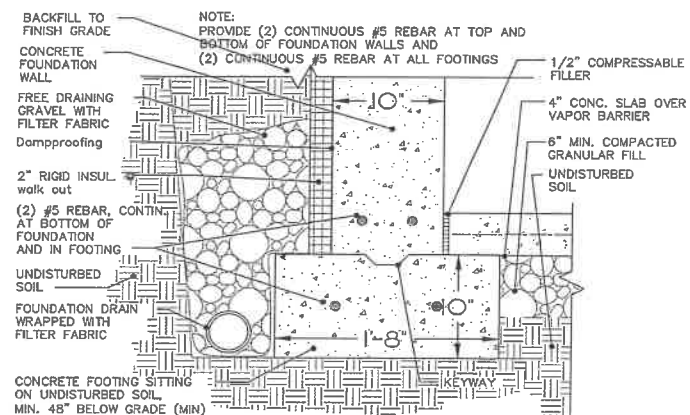 BACKFILL TO
FINISH GRADE
NOTE:
PROVIDE (2) CONTINUOUS #5 REBAR AT TOP AND
BOTTOM OF FOUNDATION WALLS AND
(2) CONTINUOUS #5 REBAR AT ALL FOOTINGS
CONCRETE
FOUNDATION
WALL
FREE DRAINING
GRAVEL WITH
FILTER FABRIC
Dampproofing
2" RIGID INSUL.
walk out
(2) #5 REBAR, CONTIN.
AT BOTTOM OF
FOUNDATION
AND IN FOOTING
UNDISTURBED
SOIL
FOUNDATION DRAIN
WRAPPED WITH
FILTER FABRIC
CONCRETE FOOTING SITTING
ON UNDISTURBED SOIL,
MIN. 48" BELOW GRADE (MIN)
10"
1'-8"
10"
KEYWAY
1/2" COMPRESSABLE
FILLER
4" CONC. SLAB OVER
VAPOR BARRIER
6" MIN. COMPACTED
GRANULAR FILL
UNDISTURBED
SOIL